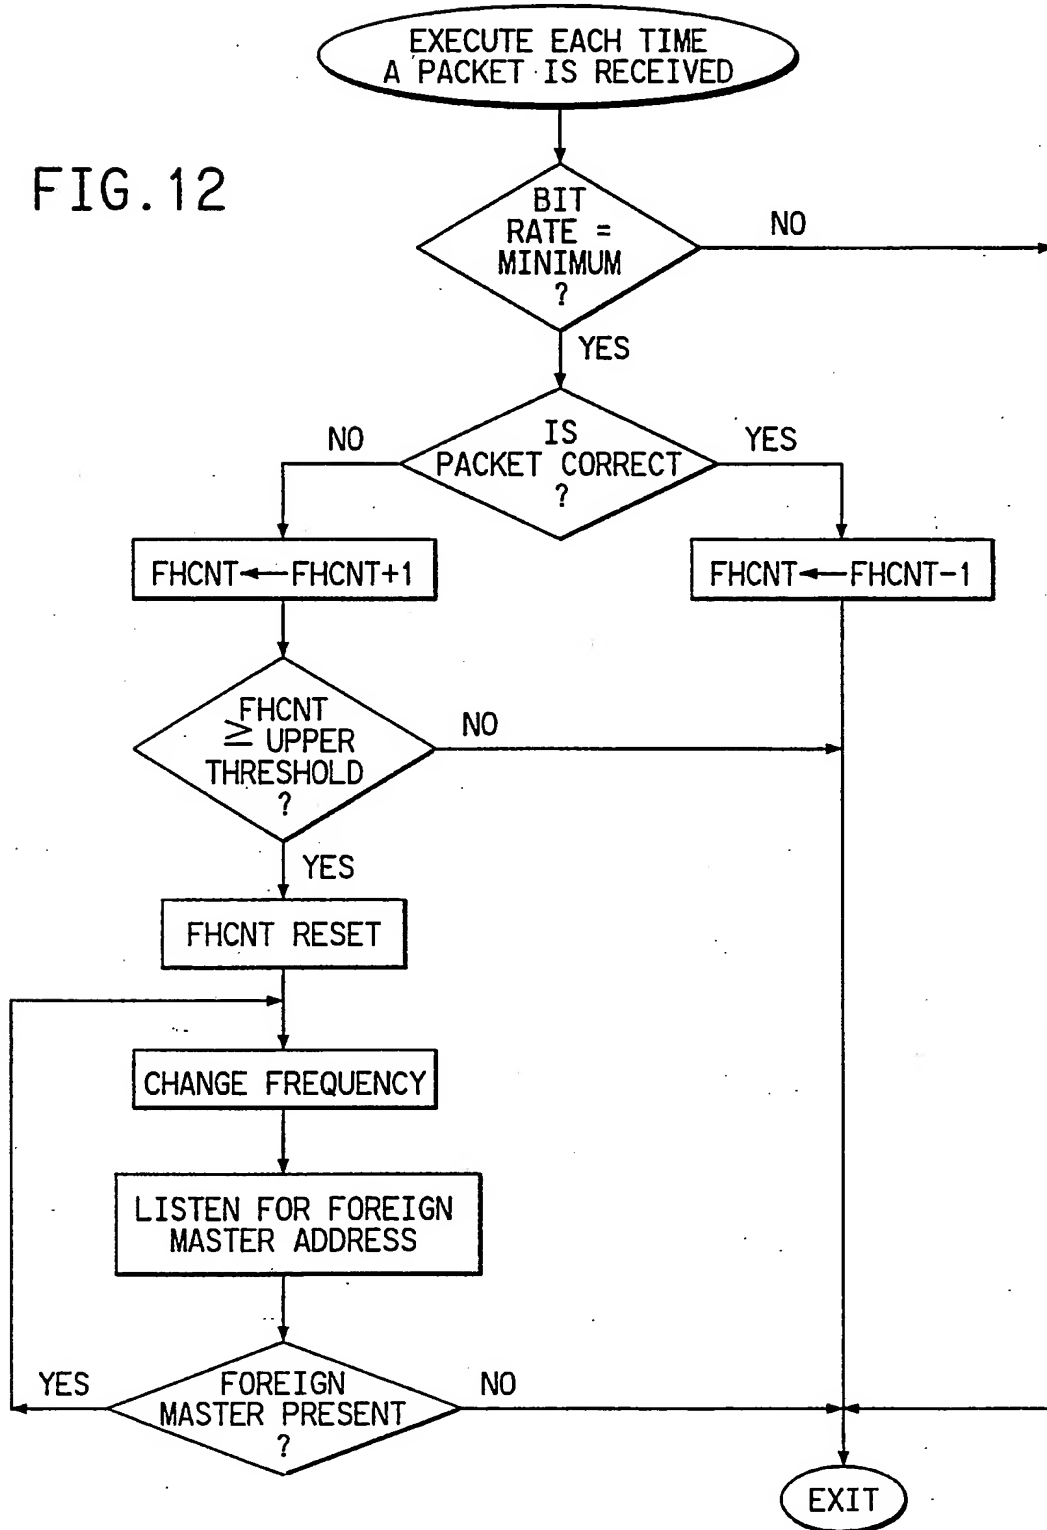 EXECUTE EACH TIME
A PACKET IS RECEIVED
FIG.12
BIT
RATE =
MINIMUM
?
NO
YES
IS
PACKET CORRECT
?
NO
YES
FHCNT←FHCNT+1
FHCNT←FHCNT-1
FHCNT
≥ UPPER
THRESHOLD
?
NO
YES
FHCNT RESET
CHANGE FREQUENCY
LISTEN FOR FOREIGN
MASTER ADDRESS
FOREIGN
MASTER PRESENT
?
YES
NO
EXIT